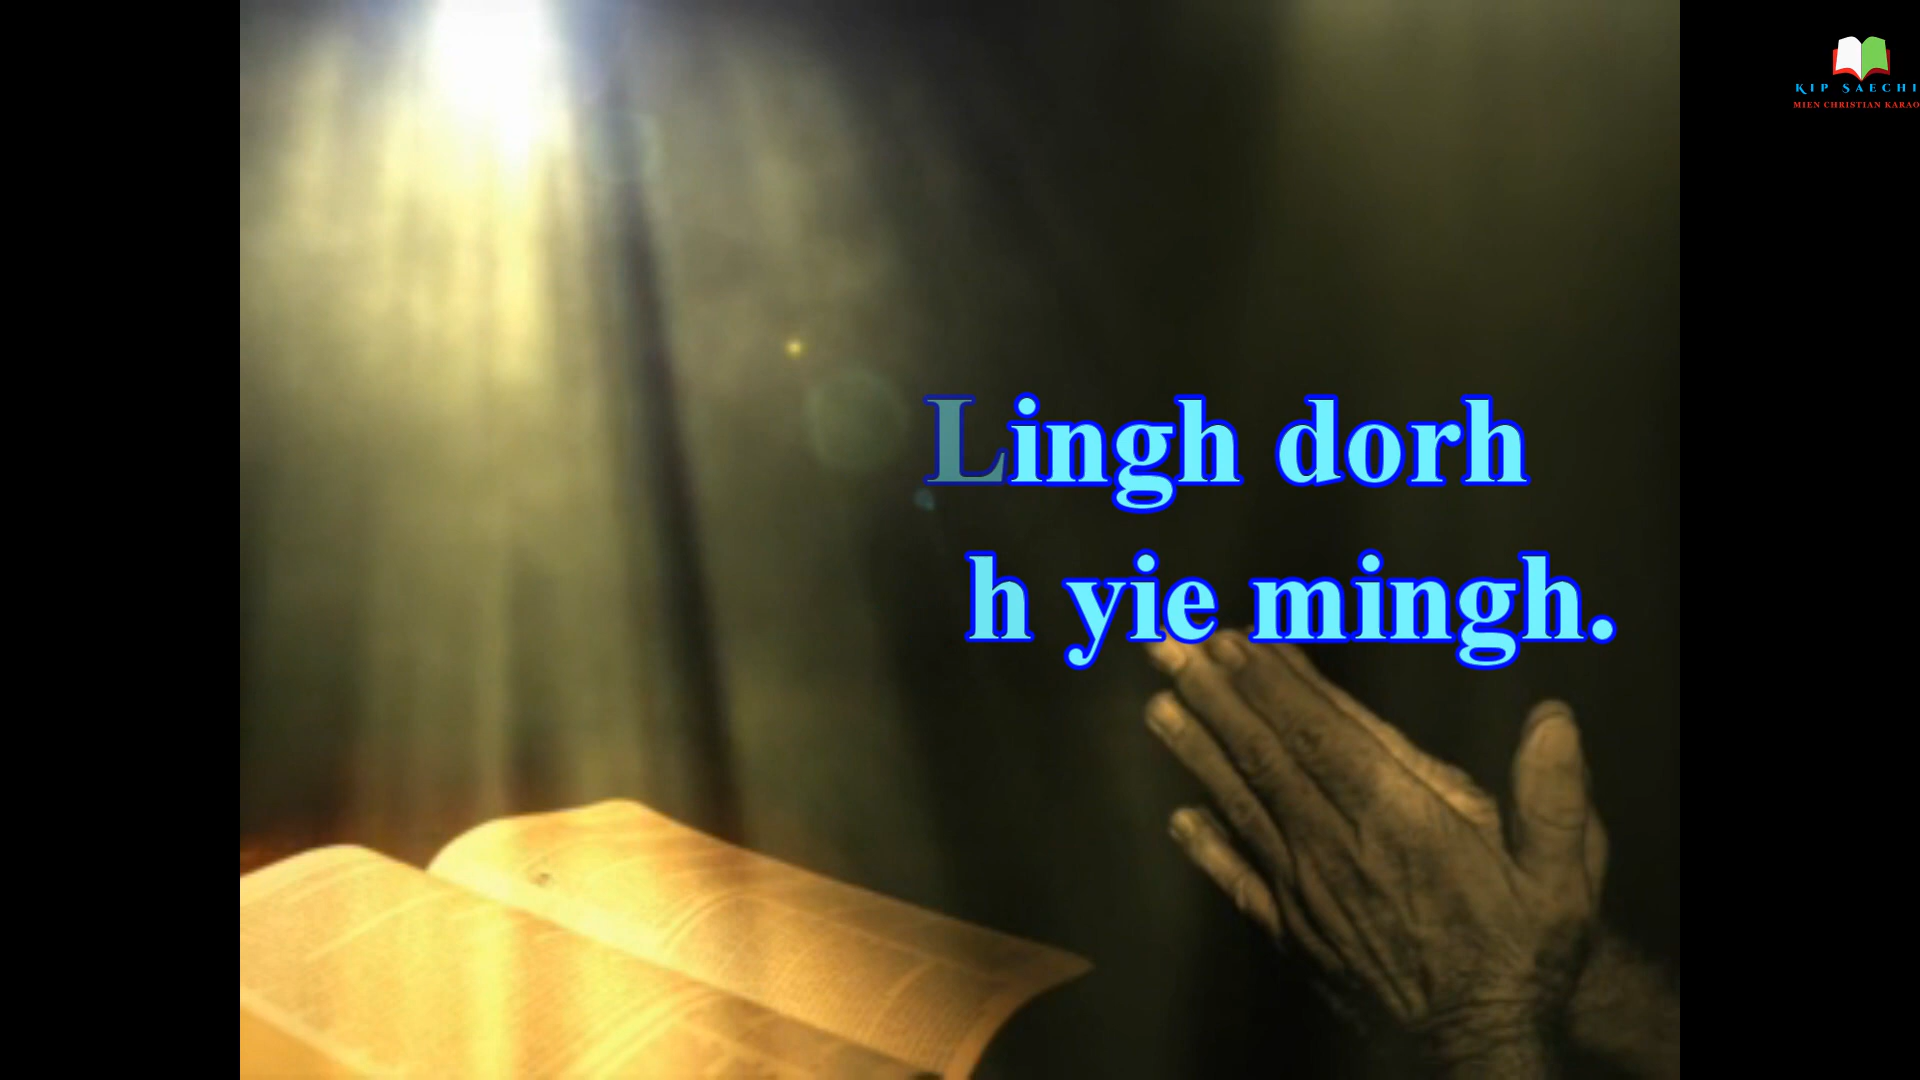 KIP SAECHI
MIEN CHRISTIAN KARAO
Lingh dorh
h yie mingh.